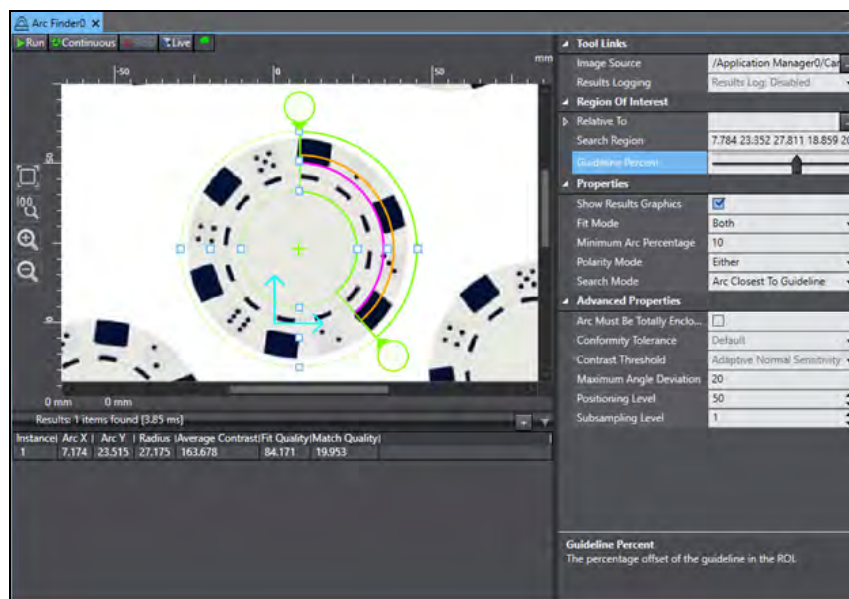 Arc Finder0 ×
Run Continuous Live
mm
-50 0 50
50
0
0 mm 0 mm
Results: 1 items found [3.85 ms]
Instance| Arc X | Arc Y | Radius |Average Contrast|Fit Quality|Match Quality|
1 7.174 23.515 27.175 163.678 84.171 19.953
Tool Links
Image Source /Application Manager0/Car
Results Logging Results Log: Disabled
Region Of Interest
Relative To
Search Region 7.784 23.352 27.811 18.859 20
Guideline Percent
Properties
Show Results Graphics
Fit Mode Both
Minimum Arc Percentage 10
Polarity Mode Either
Search Mode Arc Closest To Guideline
Advanced Properties
Arc Must Be Totally Enclo...
Conformity Tolerance Default
Contrast Threshold Adaptive Normal Sensitivity
Maximum Angle Deviation 20
Positioning Level 50
Subsampling Level 1
Guideline Percent
The percentage offset of the guideline in the ROI.